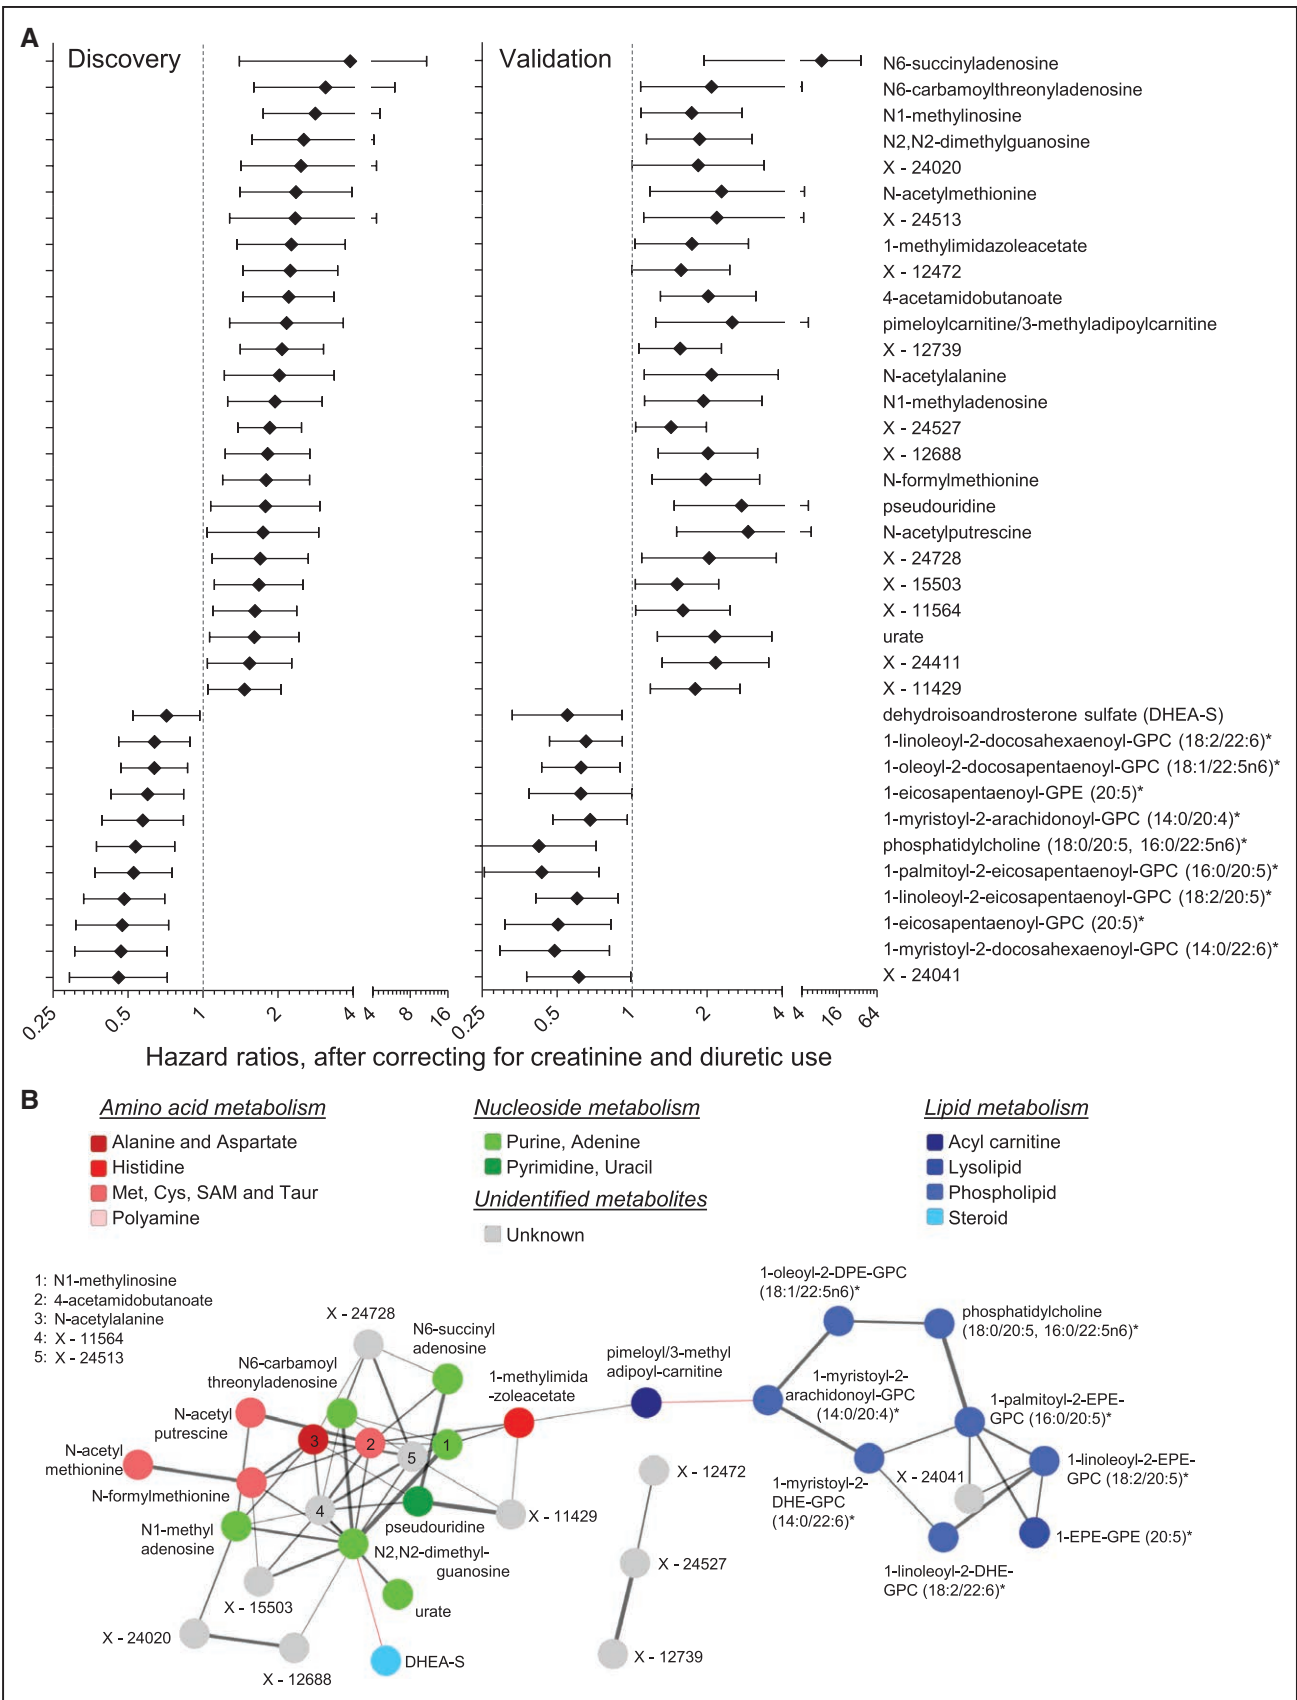 A
Discovery
Validation
N6-succinyladenosine
N6-carbamoylthreonyladenosine
N1-methylinosine
N2,N2-dimethylguanosine
X - 24020
N-acetylmethionine
X - 24513
1-methylimidazoleacetate
X - 12472
4-acetamidobutanoate
pimeloylcarnitine/3-methyladipoylcarnitine
X - 12739
N-acetylalanine
N1-methyladenosine
X - 24527
X - 12688
N-formylmethionine
pseudouridine
N-acetylputrescine
X - 24728
X - 15503
X - 11564
urate
X - 24411
X - 11429
dehydroisoandrosterone sulfate (DHEA-S)
1-linoleoyl-2-docosahexaenoyl-GPC (18:2/22:6)*
1-oleoyl-2-docosapentaenoyl-GPC (18:1/22:5n6)*
1-eicosapentaenoyl-GPE (20:5)*
1-myristoyl-2-arachidonoyl-GPC (14:0/20:4)*
phosphatidylcholine (18:0/20:5, 16:0/22:5n6)*
1-palmitoyl-2-eicosapentaenoyl-GPC (16:0/20:5)*
1-linoleoyl-2-eicosapentaenoyl-GPC (18:2/20:5)*
1-eicosapentaenoyl-GPC (20:5)*
1-myristoyl-2-docosahexaenoyl-GPC (14:0/22:6)*
X - 24041
0.25 0.5 1 2 4 4 8 16 0.25 0.5 1 2 4 4 16 64
Hazard ratios, after correcting for creatinine and diuretic use
B
Amino acid metabolism
Alanine and Aspartate
Histidine
Met, Cys, SAM and Taur
Polyamine
Nucleoside metabolism
Purine, Adenine
Pyrimidine, Uracil
Unidentified metabolites
Unknown
Lipid metabolism
Acyl carnitine
Lysolipid
Phospholipid
Steroid
1: N1-methylinosine
2: 4-acetamidobutanoate
3: N-acetylalanine
4: X - 11564
5: X - 24513
X - 24728
N6-succinyl
adenosine
N6-carbamoyl
threonyladenosine
1-methylimida
-zoleacetate
pimeloyl/3-methyl
adipoyl-carnitine
1-oleoyl-2-DPE-GPC
(18:1/22:5n6)*
phosphatidylcholine
(18:0/20:5, 16:0/22:5n6)*
1-myristoyl-2-
arachidonoyl-GPC
(14:0/20:4)*
1-palmitoyl-2-EPE-
GPC (16:0/20:5)*
N-acetyl
putrescine
N-acetyl
methionine
N-formylmethionine
3
2
1
5
4
N1-methyl
adenosine
pseudouridine
X - 11429
N2,N2-dimethyl-
guanosine
X - 12472
X - 24041
1-linoleoyl-2-EPE-
GPC (18:2/20:5)*
1-myristoyl-2-
DHE-GPC
(14:0/22:6)*
1-EPE-GPE (20:5)*
X - 24527
1-linoleoyl-2-DHE-
GPC (18:2/22:6)*
X - 15503
urate
X - 24020
X - 12688
DHEA-S
X - 12739